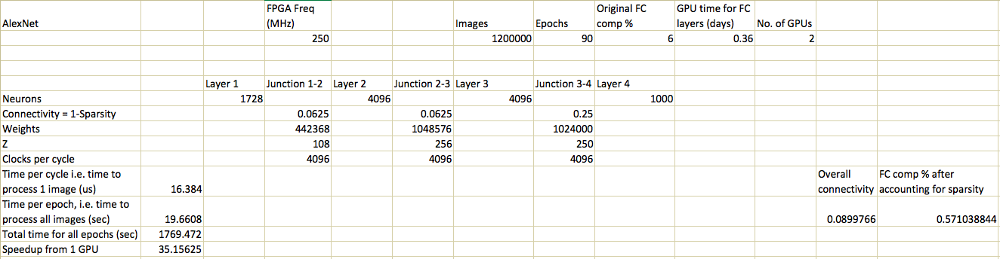 AlexNet FPGA Freq (MHz) Images Epochs Original FC comp % GPU time for FC layers (days) No. of GPUs
250 1200000 90 6 0.36 2
Layer 1 Junction 1-2 Layer 2 Junction 2-3 Layer 3 Junction 3-4 Layer 4
Neurons 1728 4096 4096 1000
Connectivity = 1-Sparsity 0.0625 0.0625 0.25
Weights 442368 1048576 1024000
Z 108 256 250
Clocks per cycle 4096 4096 4096
Time per cycle i.e. time to process 1 image (us) 16.384 Overall connectivity FC comp % after accounting for sparsity
Time per epoch, i.e. time to process all images (sec) 19.6608 0.0899766 0.571038844
Total time for all epochs (sec) 1769.472
Speedup from 1 GPU 35.15625